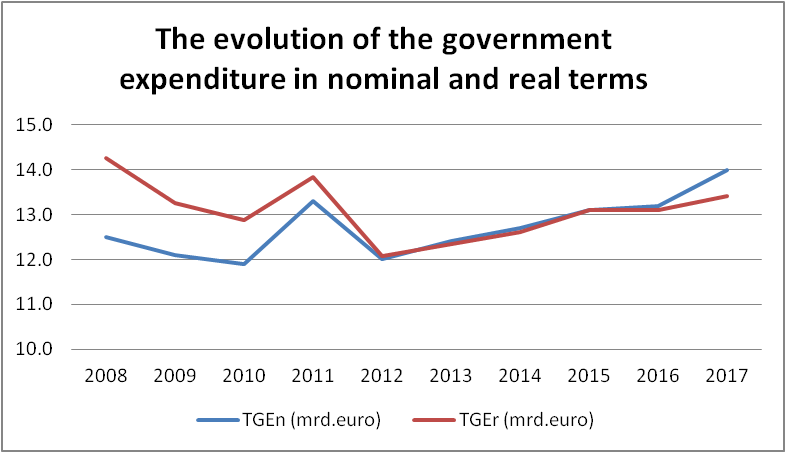 The evolution of the government
expenditure in nominal and real terms
15.0
14.0
13.0
12.0
11.0
10.0
2008 2009 2010 2011 2012 2013 2014 2015 2016 2017
TGEn (mrd.euro) TGEr (mrd.euro)